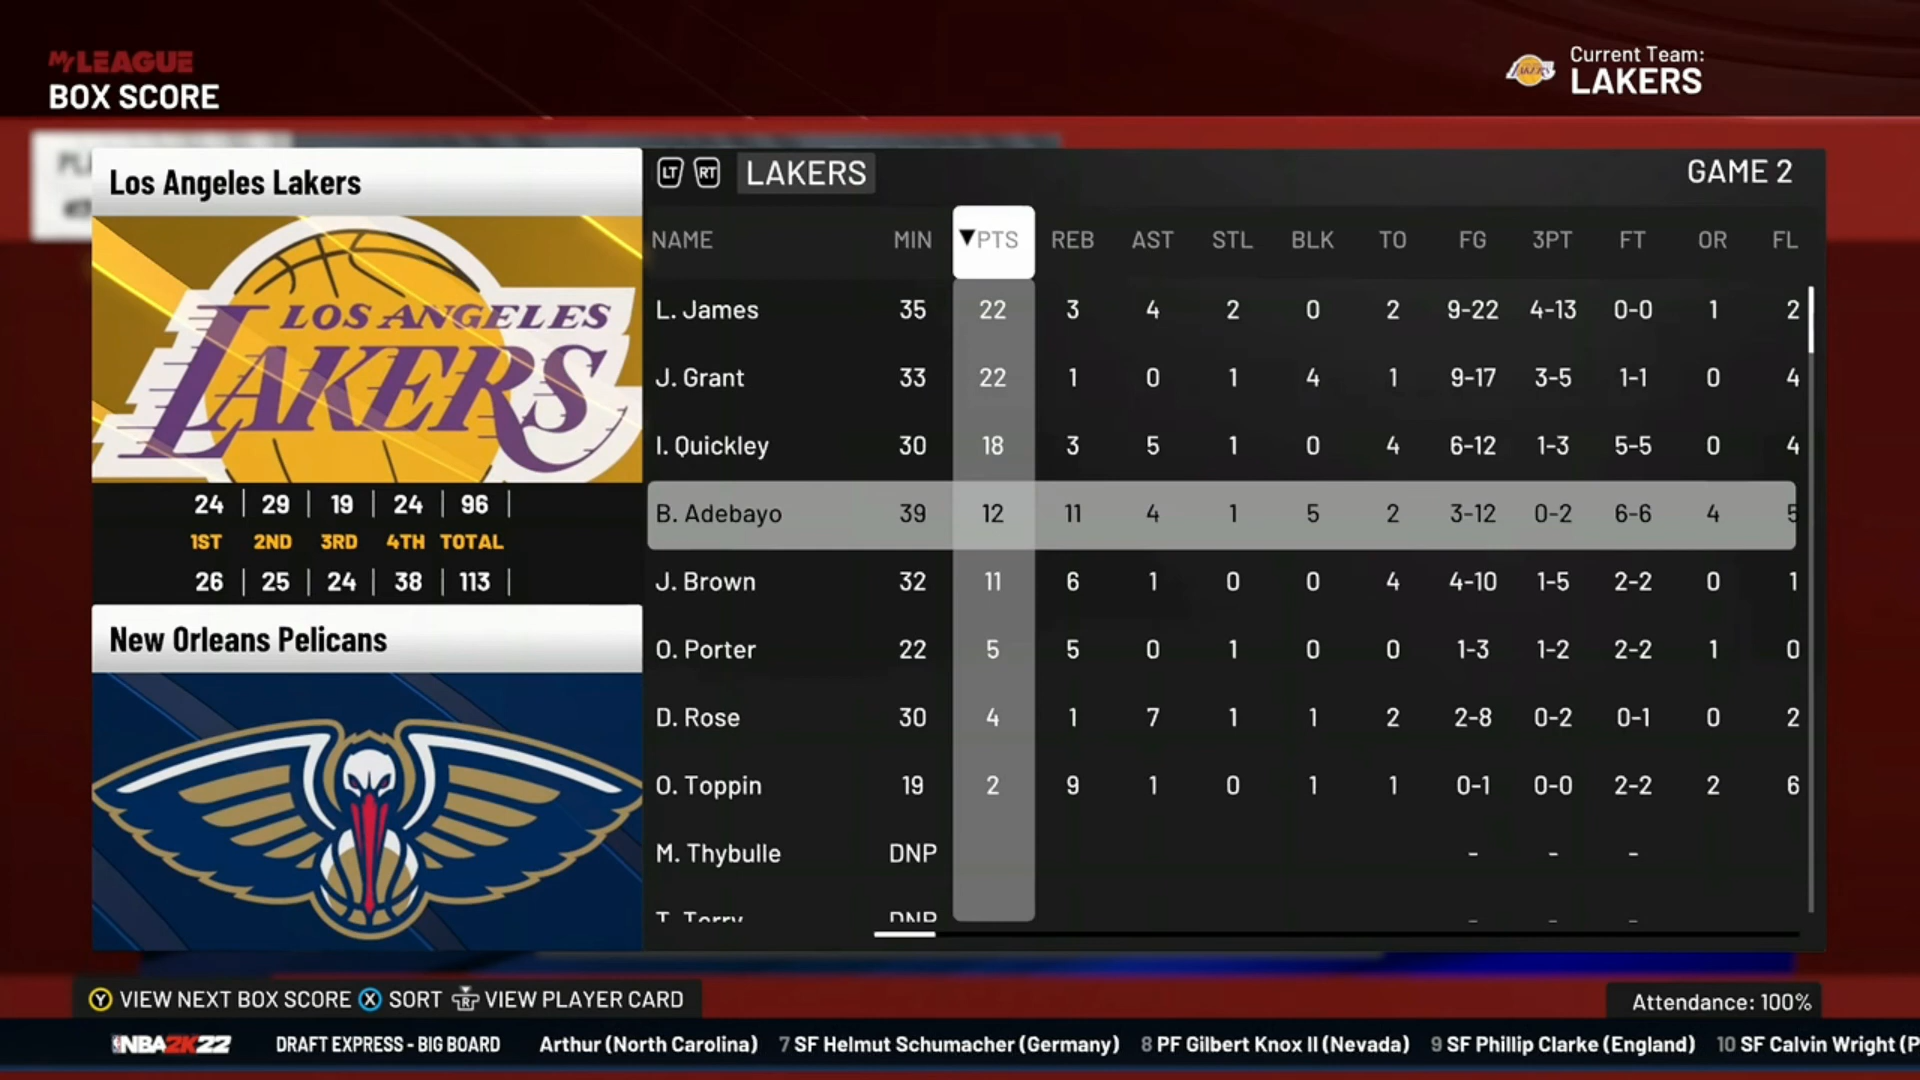 MyLEAGUE
BOX SCORE
Current Team:
LAKERS
Los Angeles Lakers
LOS ANGELES
LAKERS
24 | 29 | 19 | 24 | 96 |
1ST 2ND 3RD 4TH TOTAL
26 | 25 | 24 | 38 | 113 |
New Orleans Pelicans
LT RT LAKERS GAME 2
NAME MIN ▼PTS REB AST STL BLK TO FG 3PT FT OR FL
L. James 35 22 3 4 2 0 2 9-22 4-13 0-0 1 2
J. Grant 33 22 1 0 1 4 1 9-17 3-5 1-1 0 4
I. Quickley 30 18 3 5 1 0 4 6-12 1-3 5-5 0 4
B. Adebayo 39 12 11 4 1 5 2 3-12 0-2 6-6 4 5
J. Brown 32 11 6 1 0 0 4 4-10 1-5 2-2 0 1
O. Porter 22 5 5 0 1 0 0 1-3 1-2 2-2 1 0
D. Rose 30 4 1 7 1 1 2 2-8 0-2 0-1 0 2
O. Toppin 19 2 9 1 0 1 1 0-1 0-0 2-2 2 6
M. Thybulle DNP - - -
T. Terry DNP - - -
Y VIEW NEXT BOX SCORE X SORT R VIEW PLAYER CARD
Attendance: 100%
NBA2K22 DRAFT EXPRESS - BIG BOARD Arthur (North Carolina) 7 SF Helmut Schumacher (Germany) 8 PF Gilbert Knox II (Nevada) 9 SF Phillip Clarke (England) 10 SF Calvin Wright (P